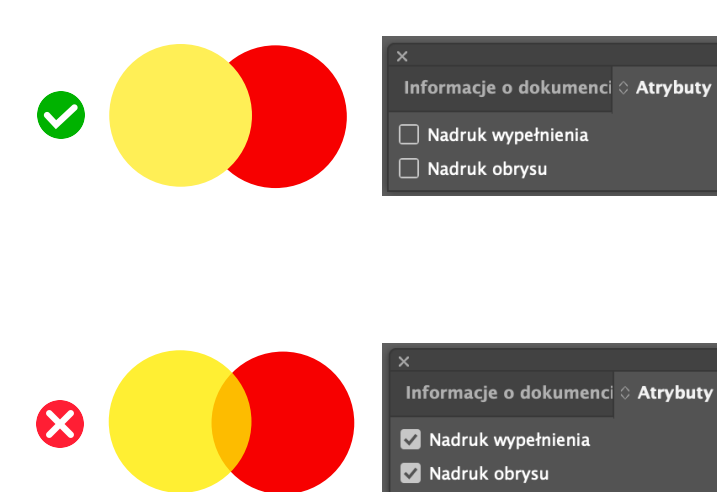 Informacje o dokumenci Atrybuty
Nadruk wypełnienia
Nadruk obrysu
Informacje o dokumenci Atrybuty
Nadruk wypełnienia
Nadruk obrysu